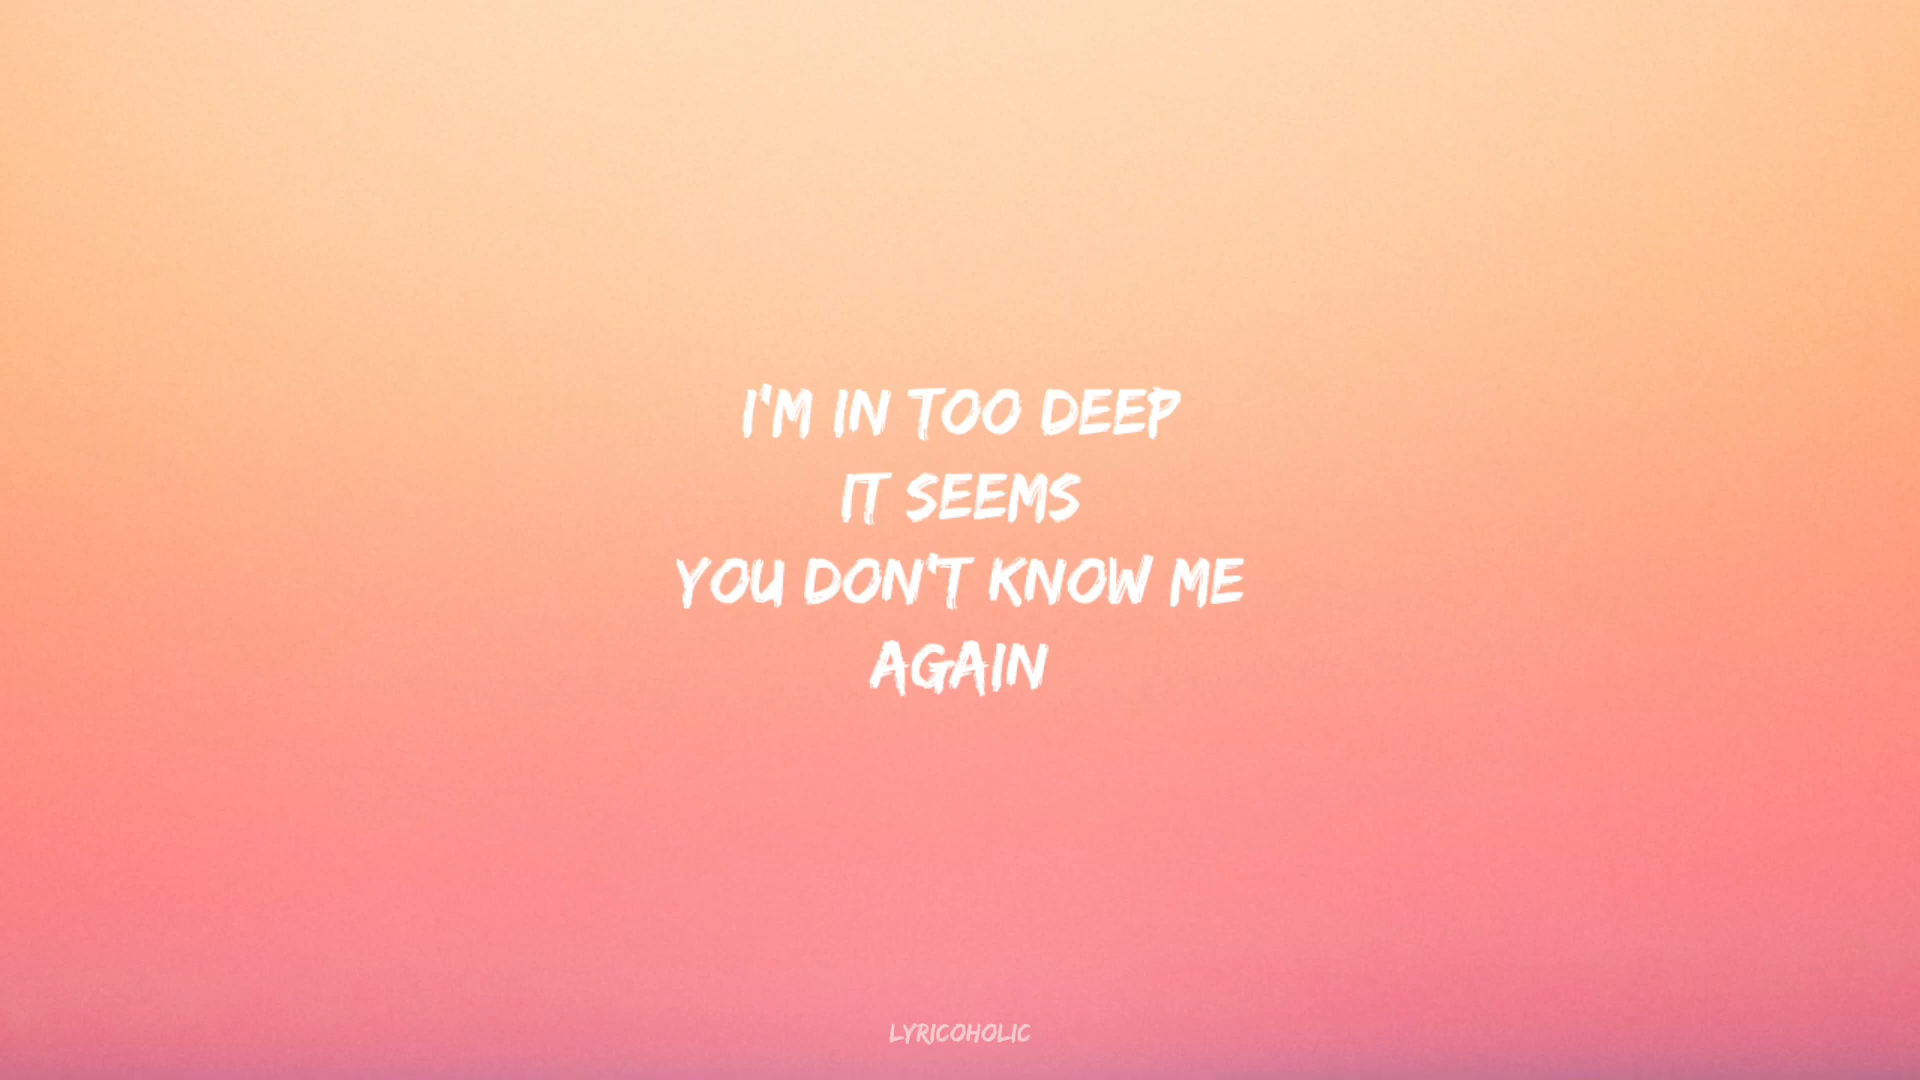 I'M IN TOO DEEP
IT SEEMS
YOU DON'T KNOW ME
AGAIN
LYRICOHOLIC